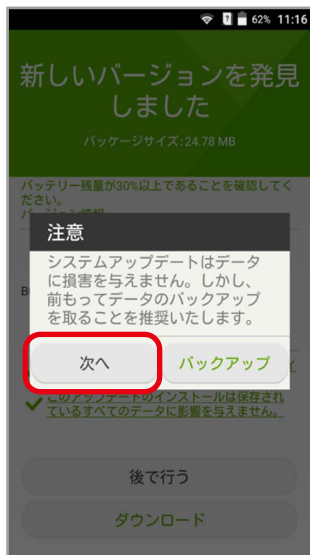 62% 11:16
新しいバージョンを発見
しました
パッケージサイズ:24.78 MB
バッテリー残量が30%以上であることを確認してく
ださい。
注意
システムアップデートはデータ
に損害を与えません。しかし、
前もってデータのバックアップ
を取ることを推奨いたします。
次へ
バックアップ
このアップデートのインストールは保存され
ているすべてのデータに影響を与えません。
後で行う
ダウンロード